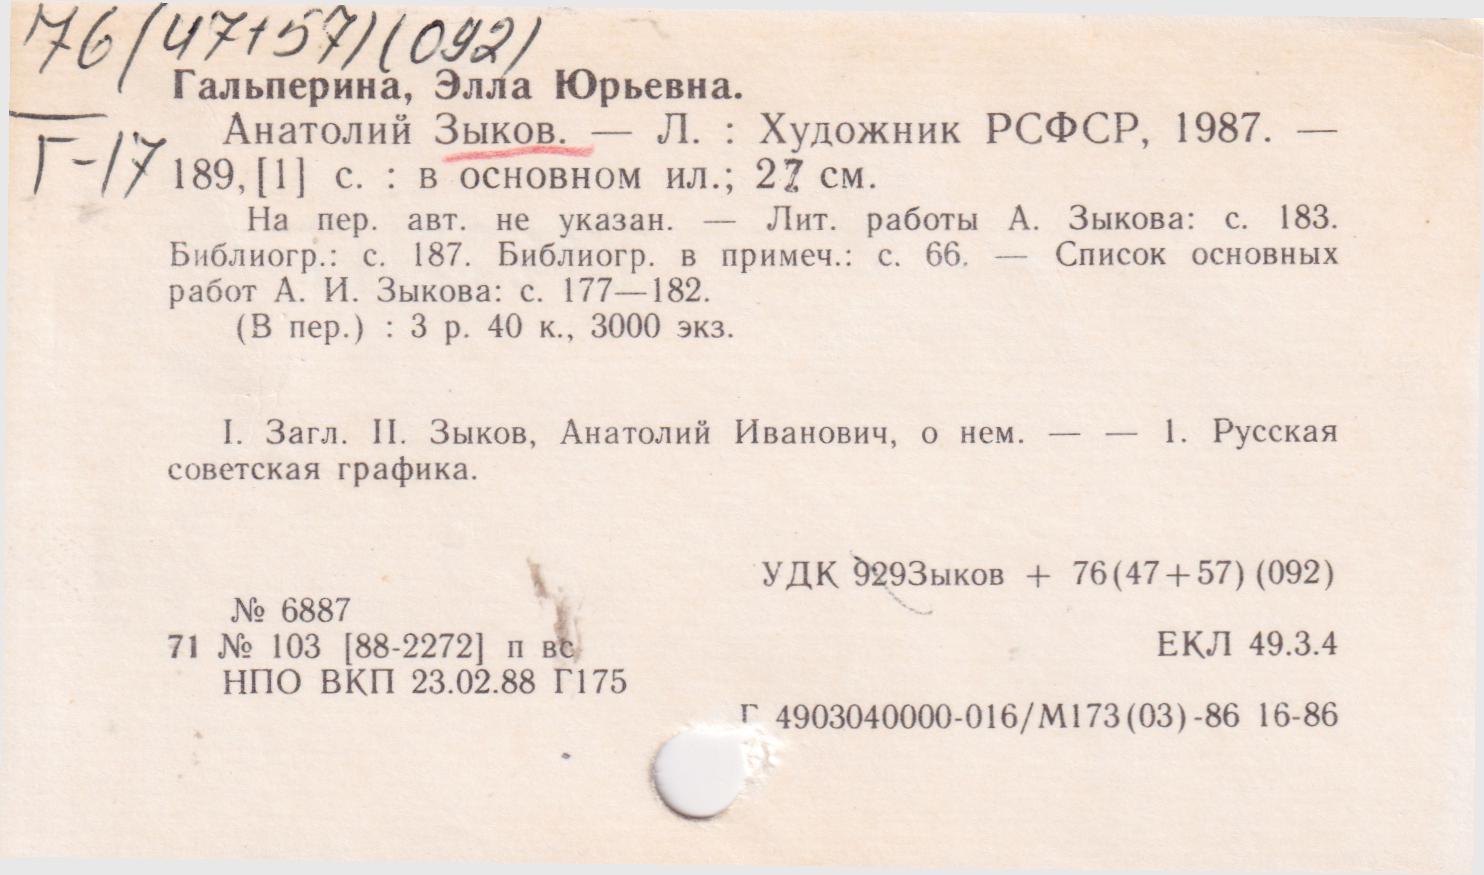 76(47+57)(092)
Г-17
Гальперина, Элла Юрьевна.
Анатолий Зыков. — Л. : Художник РСФСР, 1987. —
189,[1] с. : в основном ил.; 27 см.
На пер. авт. не указан. — Лит. работы А. Зыкова: с. 183.
Библиогр.: с. 187. Библиогр. в примеч.: с. 66. — Список основных
работ А. И. Зыкова: с. 177—182.
(В пер.) : 3 р. 40 к., 3000 экз.
I. Загл. II. Зыков, Анатолий Иванович, о нем. — — 1. Русская
советская графика.
УДК 929Зыков + 76(47+57)(092)
№ 6887
71 № 103 [88-2272] п вс
ЕКЛ 49.3.4
НПО ВКП 23.02.88 Г175
Г 4903040000-016/М173(03)-86 16-86